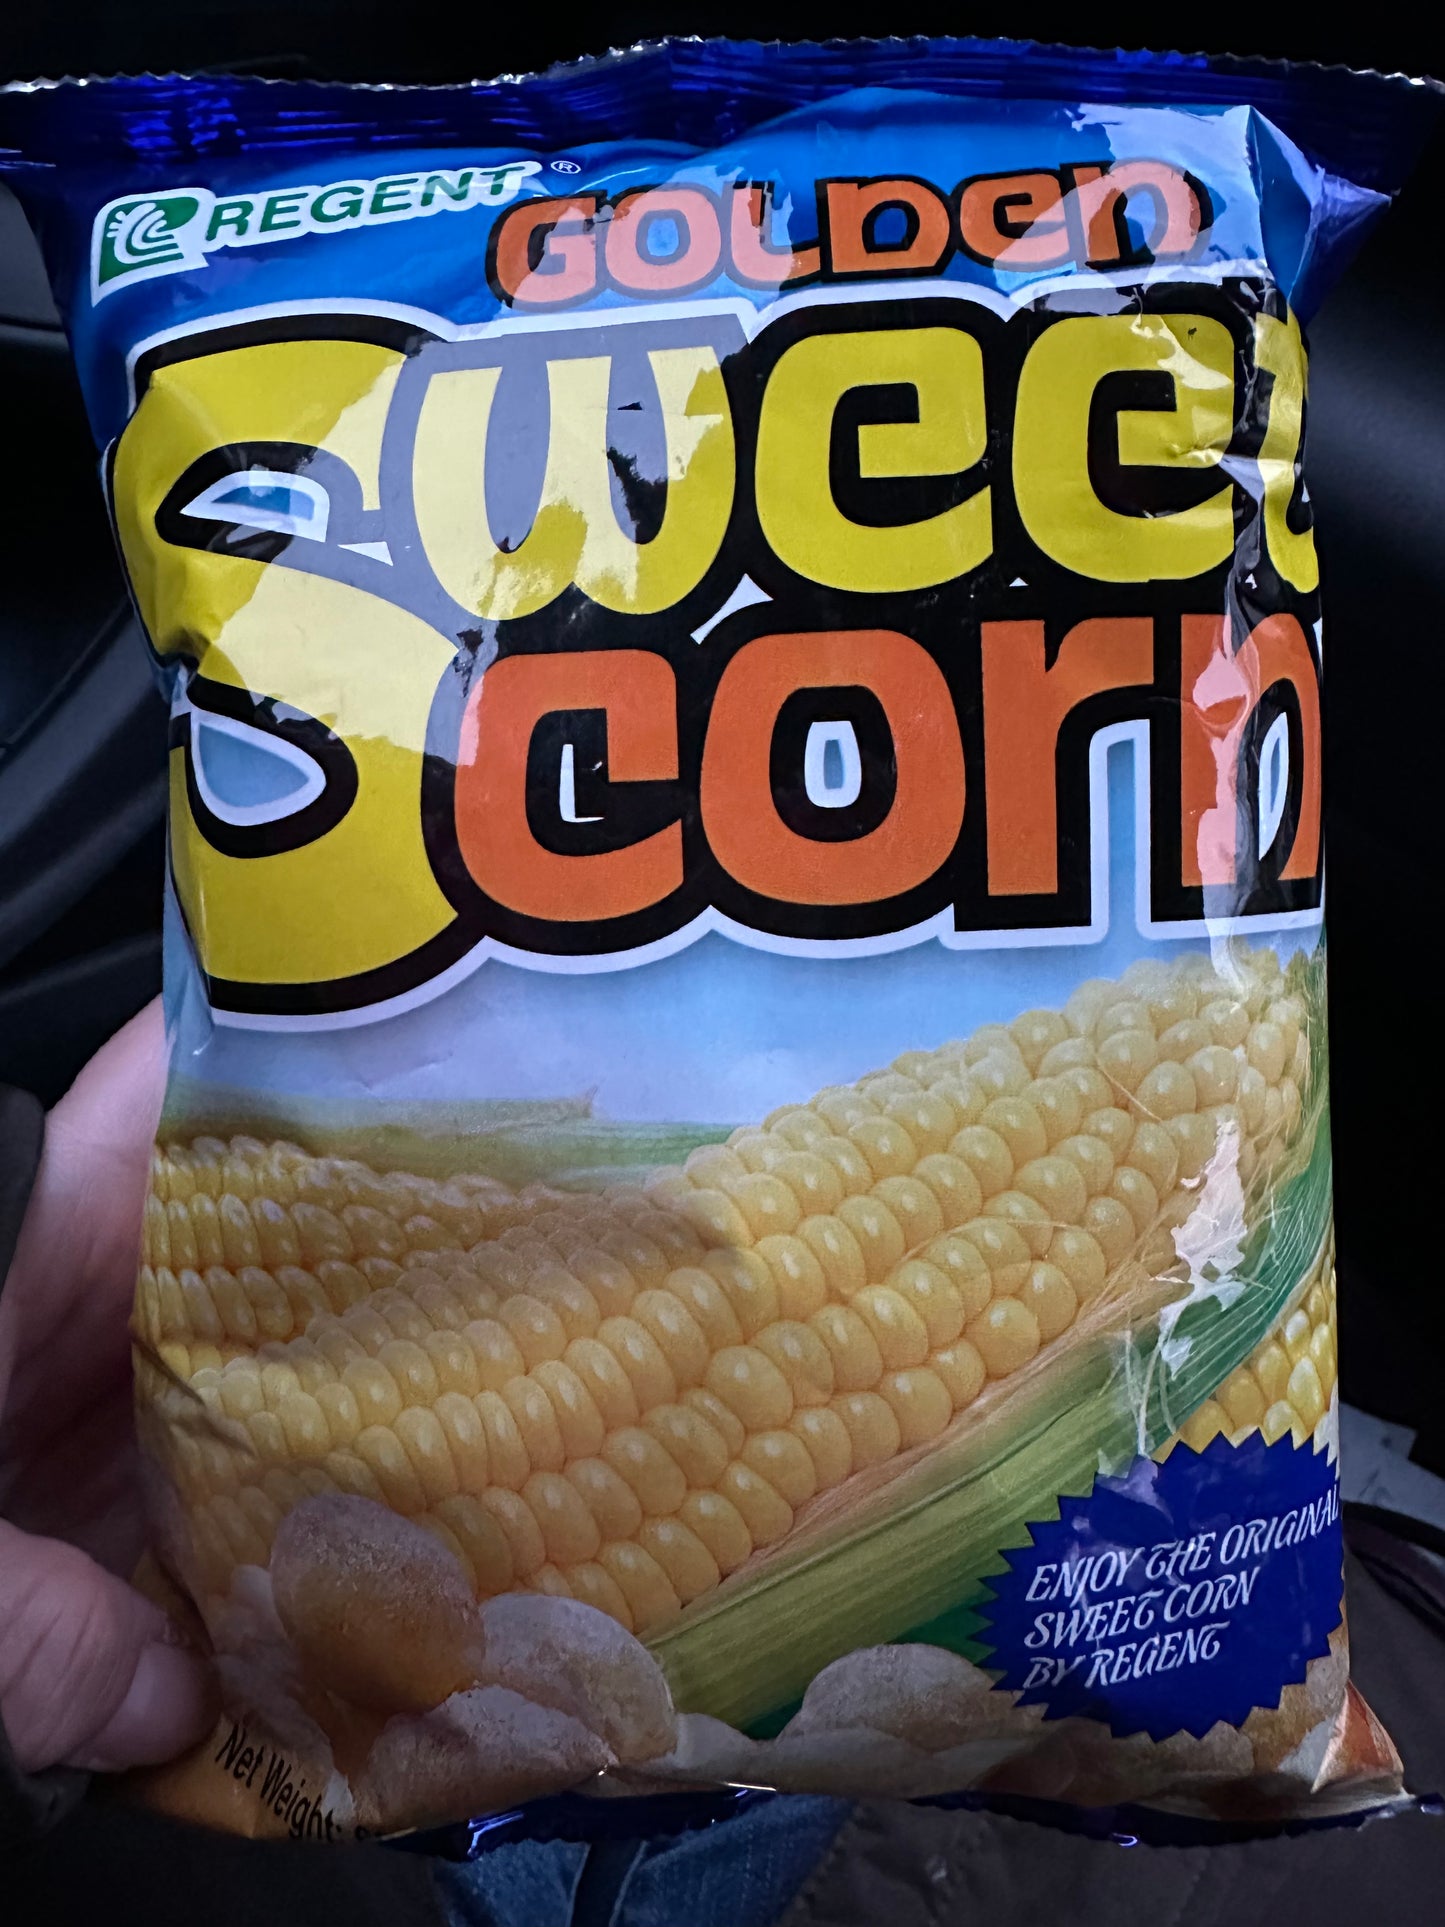 REGENT®
GOLDEN
Sweet
corn
ENJOY THE ORIGINAL
SWEET CORN
BY REGENT
Net Weight: